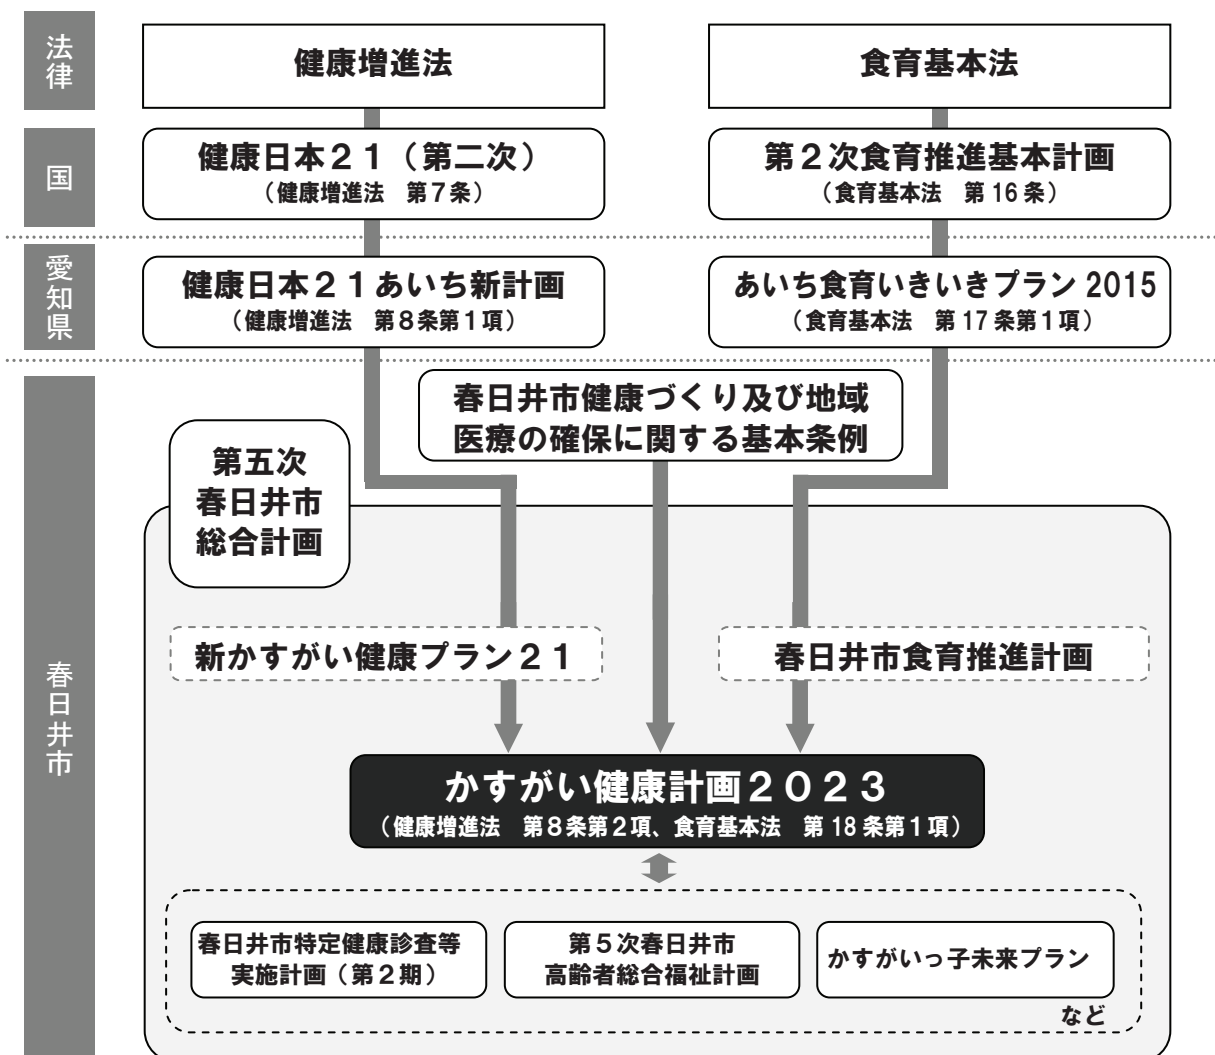 法律
健康増進法
食育基本法
国
健康日本２１（第二次）
（健康増進法　第７条）
第２次食育推進基本計画
（食育基本法　第 16 条）
愛知県
健康日本２１あいち新計画
（健康増進法　第８条第１項）
あいち食育いきいきプラン 2015
（食育基本法　第 17 条第１項）
春日井市
春日井市健康づくり及び地域
医療の確保に関する基本条例
第五次
春日井市
総合計画
新かすがい健康プラン２１
春日井市食育推進計画
かすがい健康計画２０２３
（健康増進法　第８条第２項、食育基本法　第 18 条第１項）
春日井市特定健康診査等
実施計画（第２期）
第５次春日井市
高齢者総合福祉計画
かすがいっ子未来プラン
など